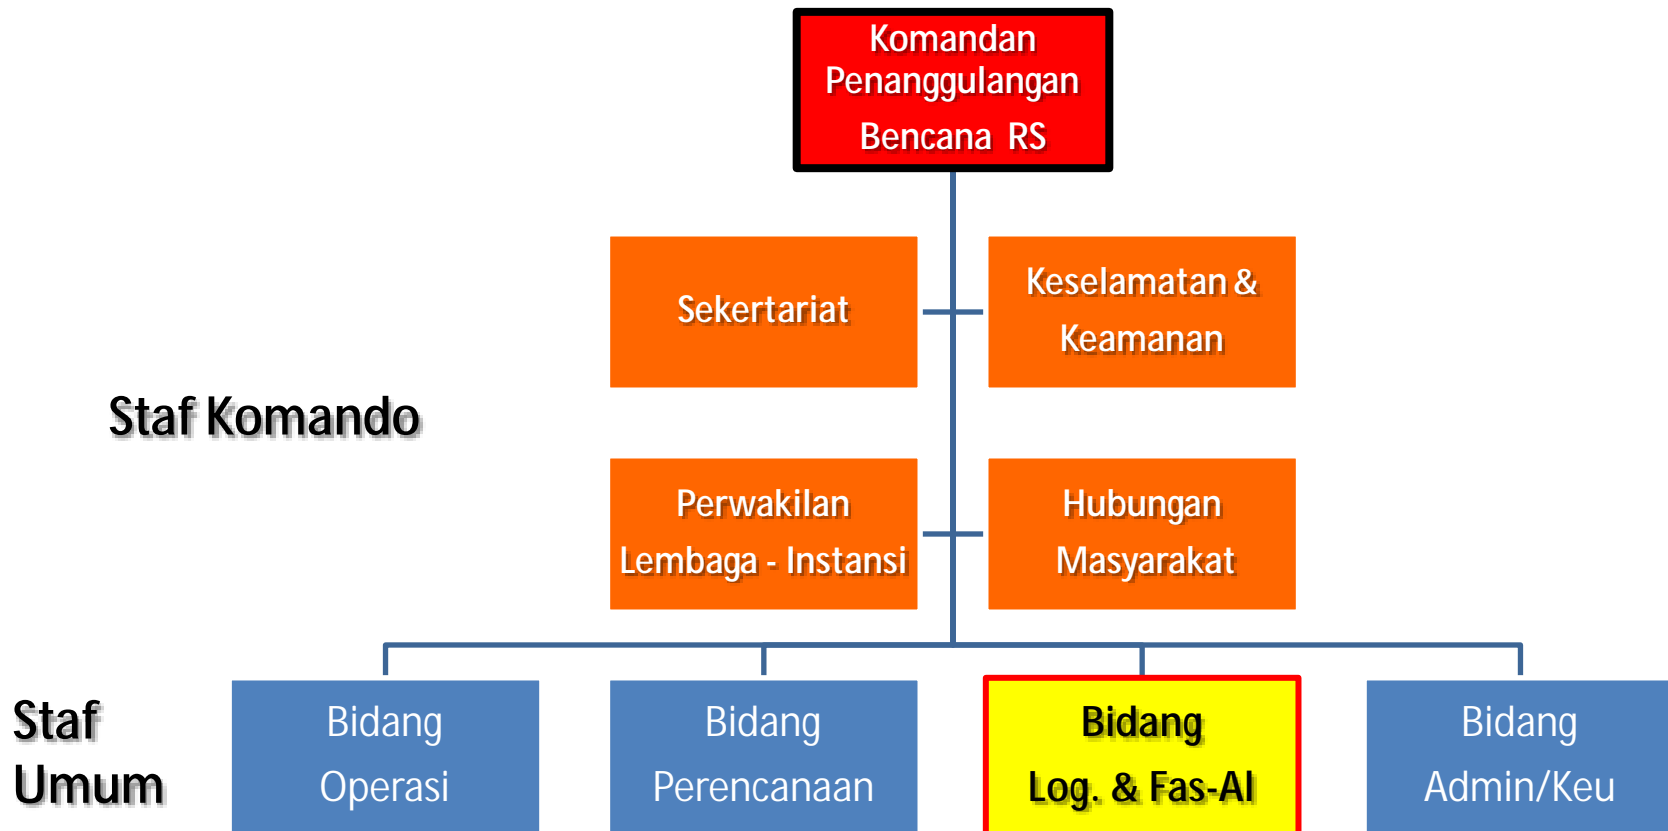 Komandan
Penanggulangan
Bencana RS
Sekertariat
Keselamatan &
Keamanan
Staf Komando
Perwakilan
Lembaga - Instansi
Hubungan
Masyarakat
Staf
Umum
Bidang
Operasi
Bidang
Perencanaan
Bidang
Log. & Fas-Al
Bidang
Admin/Keu